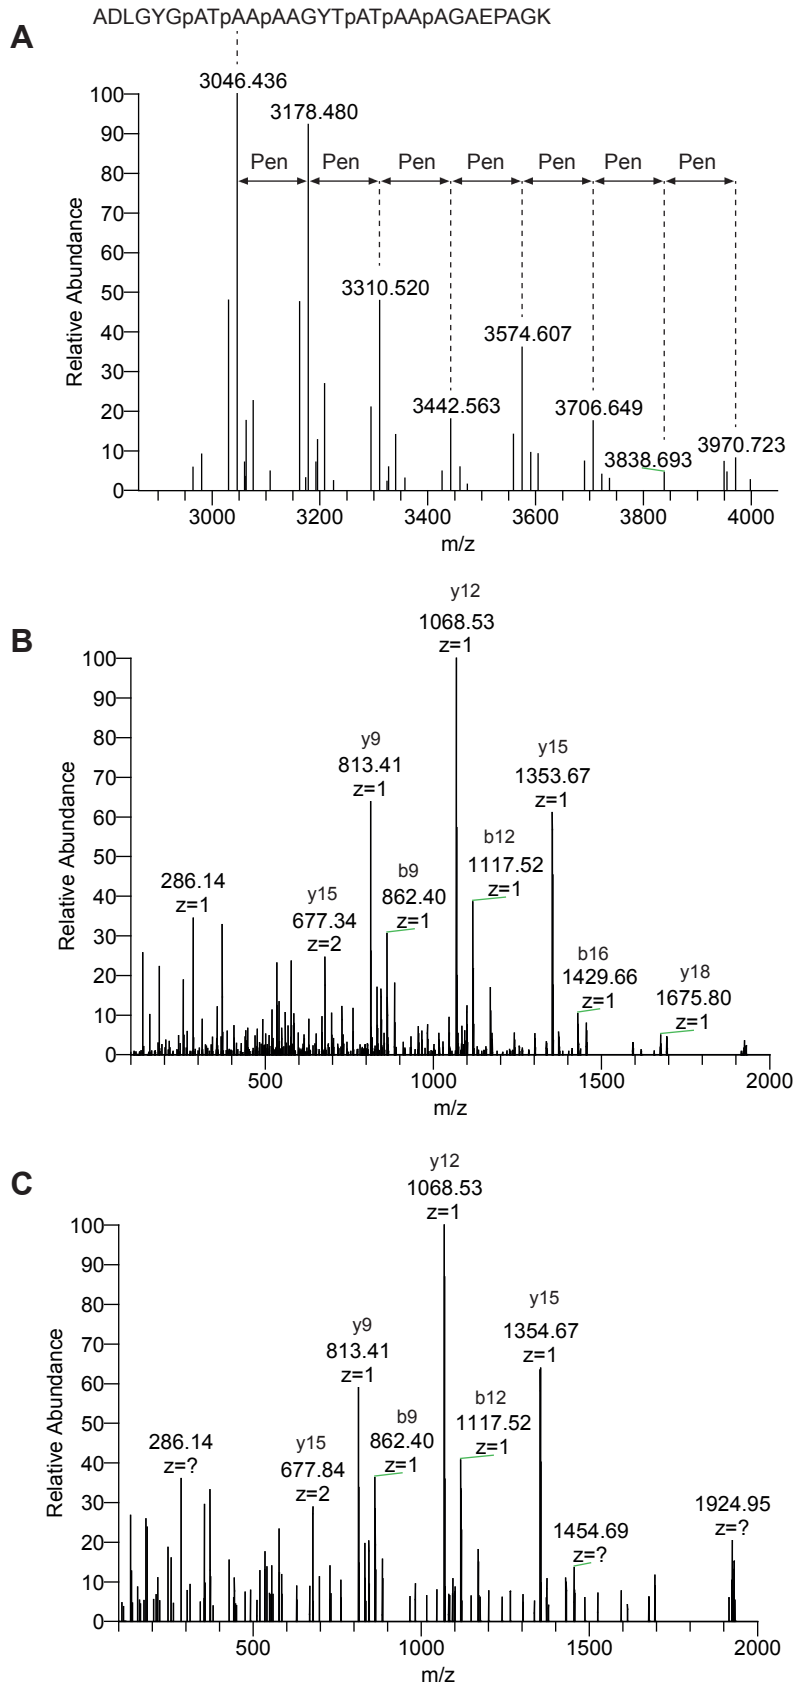 ADLGYGpATpAApAAGYTpATpAApAGAEPAGK
A
3046.436
3178.480
Pen Pen Pen Pen Pen Pen Pen
3310.520
3574.607
3442.563
3706.649
3838.693
3970.723
Relative Abundance
100
90
80
70
60
50
40
30
20
10
0
3000 3200 3400 3600 3800 4000
m/z
B
y12
1068.53
z=1
y9
813.41
z=1
y15
1353.67
z=1
286.14
z=1
y15
677.34
z=2
b9
862.40
z=1
b12
1117.52
z=1
b16
1429.66
z=1
y18
1675.80
z=1
Relative Abundance
100
90
80
70
60
50
40
30
20
10
0
500 1000 1500 2000
m/z
C
y12
1068.53
z=1
y9
813.41
z=1
y15
1354.67
z=1
286.14
z=?
y15
677.84
z=2
b9
862.40
z=1
b12
1117.52
z=1
1454.69
z=?
1924.95
z=?
Relative Abundance
100
90
80
70
60
50
40
30
20
10
0
500 1000 1500 2000
m/z